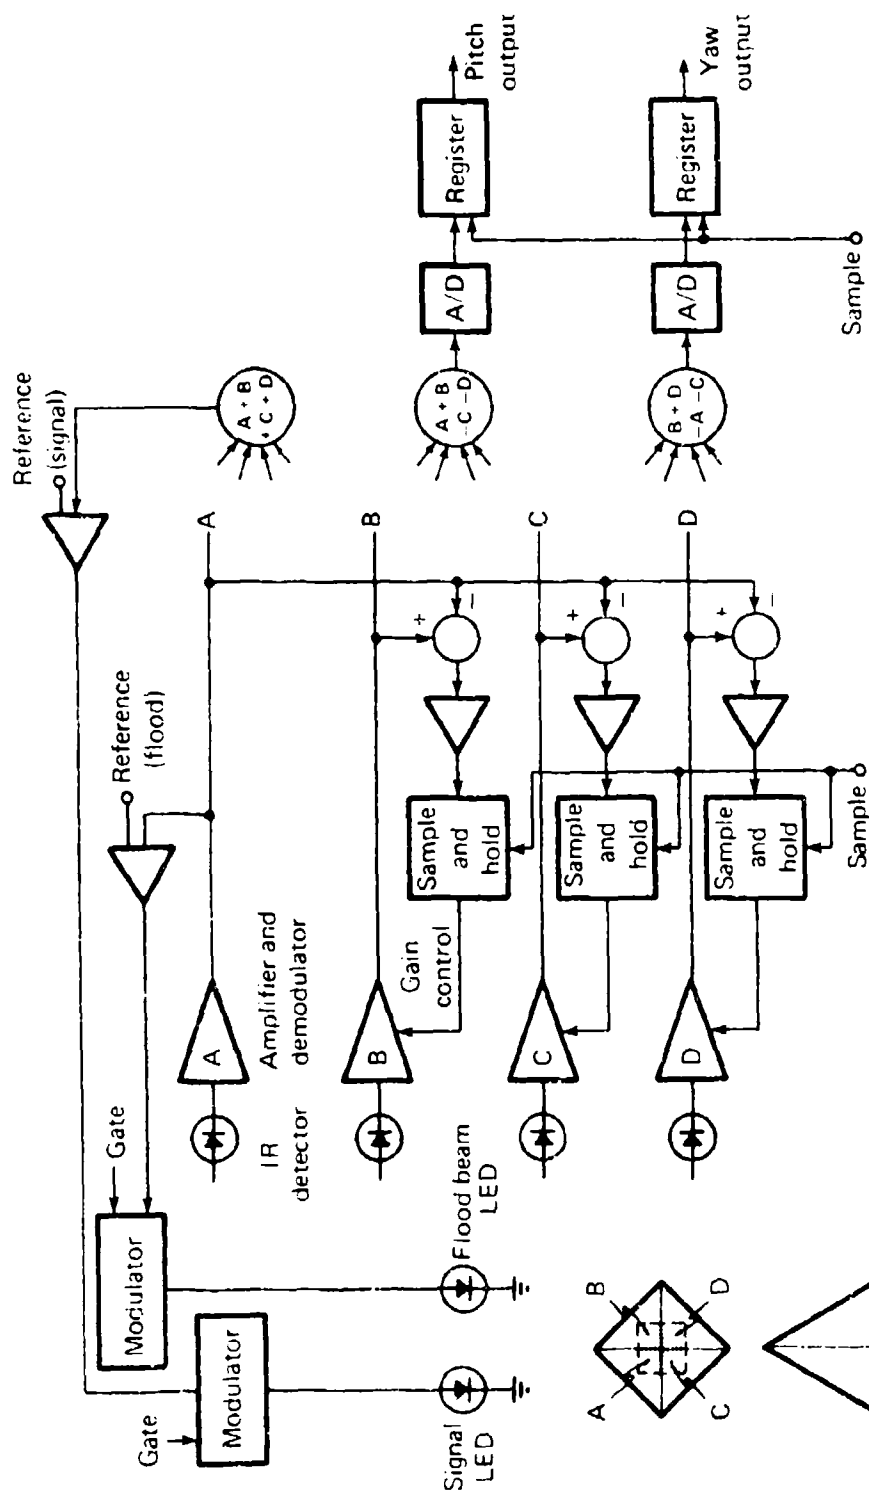 Gate
Modulator
Modulator
Gate
Signal
LED
Flood beam
LED
A
B
C
D
IR
detector
Amplifier and
demodulator
A
B
C
D
Gain
control
Reference
(flood)
Reference
(signal)
Sample
and
hold
Sample
and
hold
Sample
and
hold
Sample
+
−
+
−
+
−
A
B
C
D
A + B
+ C + D
A + B
− C − D
B + D
− A − C
A/D
A/D
Sample
Register
Register
Pitch
output
Yaw
output